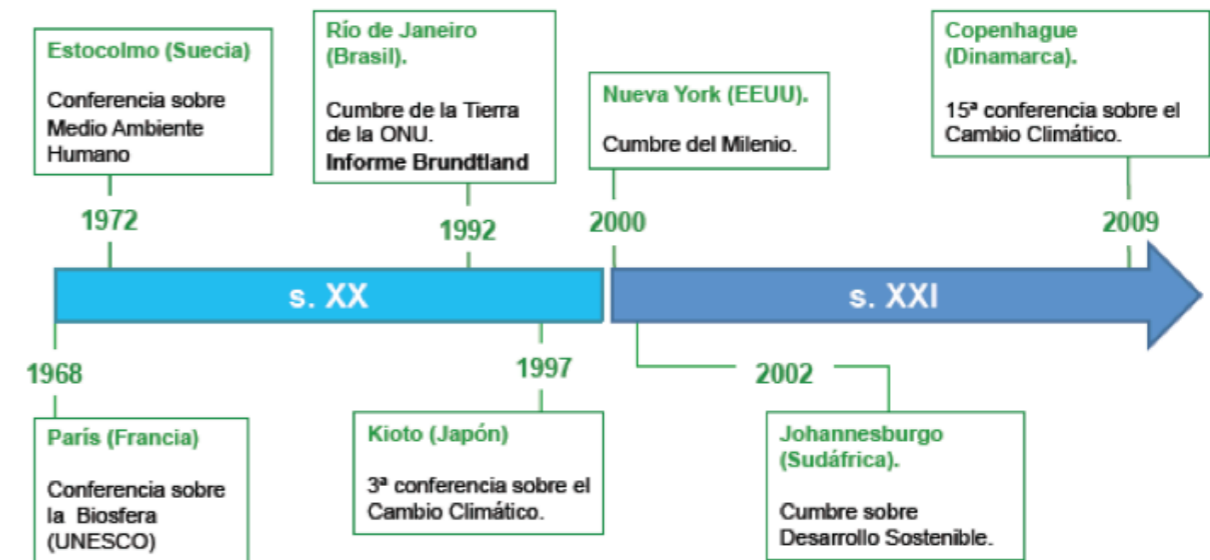 Estocolmo (Suecia)
Conferencia sobre
Medio Ambiente
Humano
Río de Janeiro
(Brasil).
Cumbre de la Tierra
de la ONU.
Informe Brundtland
Nueva York (EEUU).
Cumbre del Milenio.
Copenhague
(Dinamarca).
15ª conferencia sobre el
Cambio Climático.
1972
1992
2000
2009
s. XX
s. XXI
1968
1997
2002
París (Francia)
Conferencia sobre
la Biosfera
(UNESCO)
Kioto (Japón)
3ª conferencia sobre el
Cambio Climático.
Johannesburgo
(Sudáfrica).
Cumbre sobre
Desarrollo Sostenible.